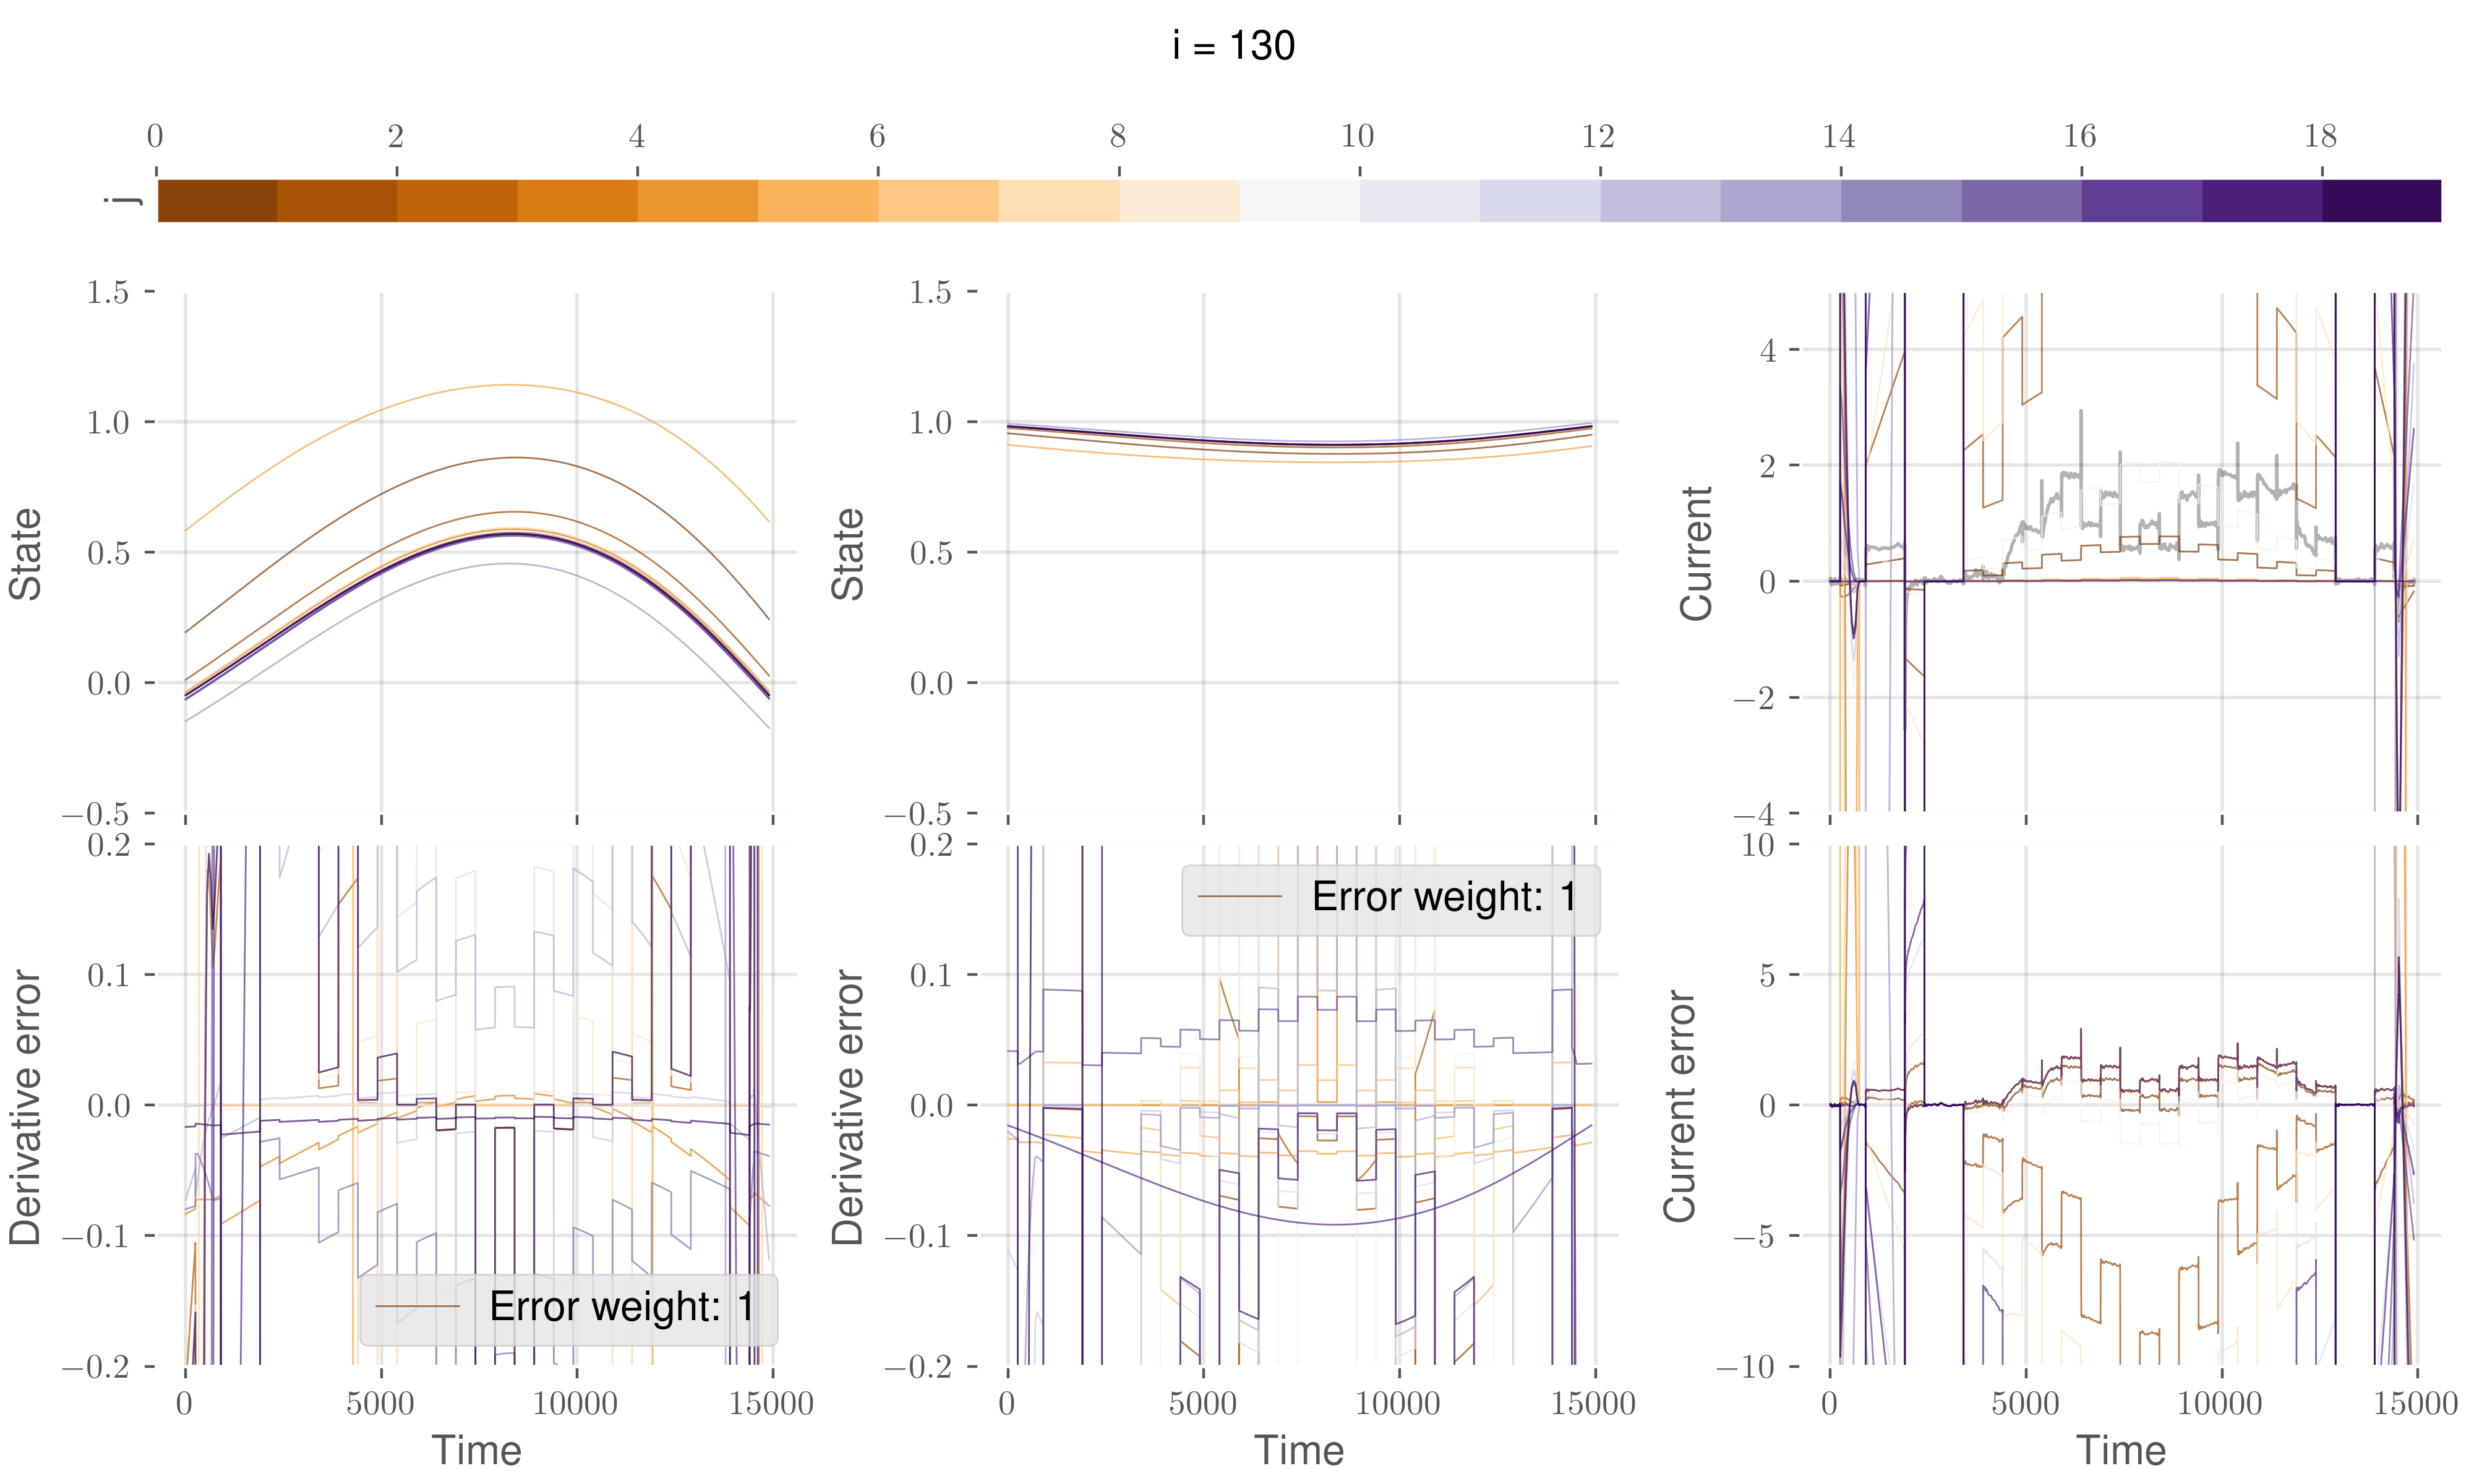 i = 130
0 2 4 6 8 10 12 14 16 18
j
1.5 1.0 0.5 0.0 −0.5
State
1.5 1.0 0.5 0.0 −0.5
State
4 2 0 −2 −4
Current
0.2 0.1 0.0 −0.1 −0.2
Derivative error
Error weight: 1
0 5000 10000 15000
Time
0.2 0.1 0.0 −0.1 −0.2
Derivative error
Error weight: 1
0 5000 10000 15000
Time
10 5 0 −5 −10
Current error
0 5000 10000 15000
Time